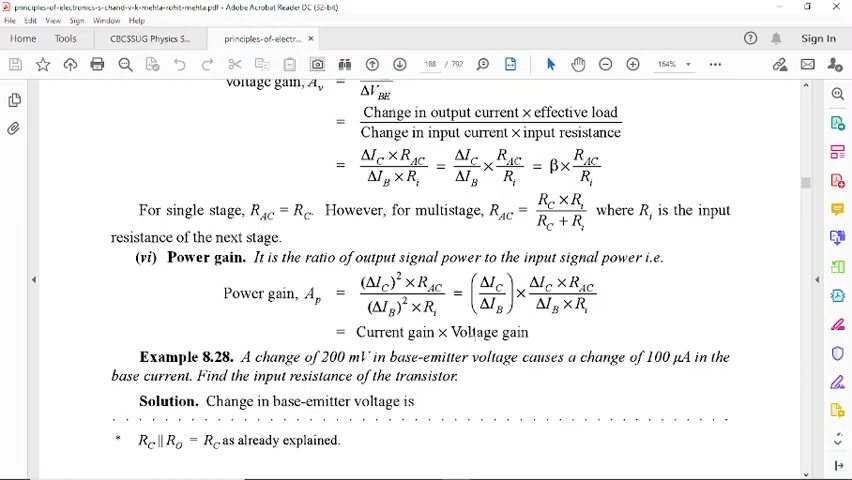 principles-of-electronics-s-chand-v-k-mehta-rohit-mehta.pdf - Adobe Acrobat Reader DC (32-bit)
File Edit View Sign Window Help
Home Tools CBCSSUG Physics S... principles-of-electr... × Sign In
188 / 792 164%
Voltage gain, A_v = ΔV_BE
= Change in output current × effective load / Change in input current × input resistance
= ΔI_C × R_AC / ΔI_B × R_i = ΔI_C / ΔI_B × R_AC / R_i = β × R_AC / R_i
For single stage, R_AC = R_C. However, for multistage, R_AC = R_C × R_i / R_C + R_i where R_i is the input
resistance of the next stage.
(vi) Power gain. It is the ratio of output signal power to the input signal power i.e.
Power gain, A_p = (ΔI_C)² × R_AC / (ΔI_B)² × R_i = (ΔI_C / ΔI_B) × ΔI_C × R_AC / ΔI_B × R_i
= Current gain × Voltage gain
Example 8.28. A change of 200 mV in base-emitter voltage causes a change of 100 μA in the
base current. Find the input resistance of the transistor.
Solution. Change in base-emitter voltage is
* R_C || R_O = R_C as already explained.